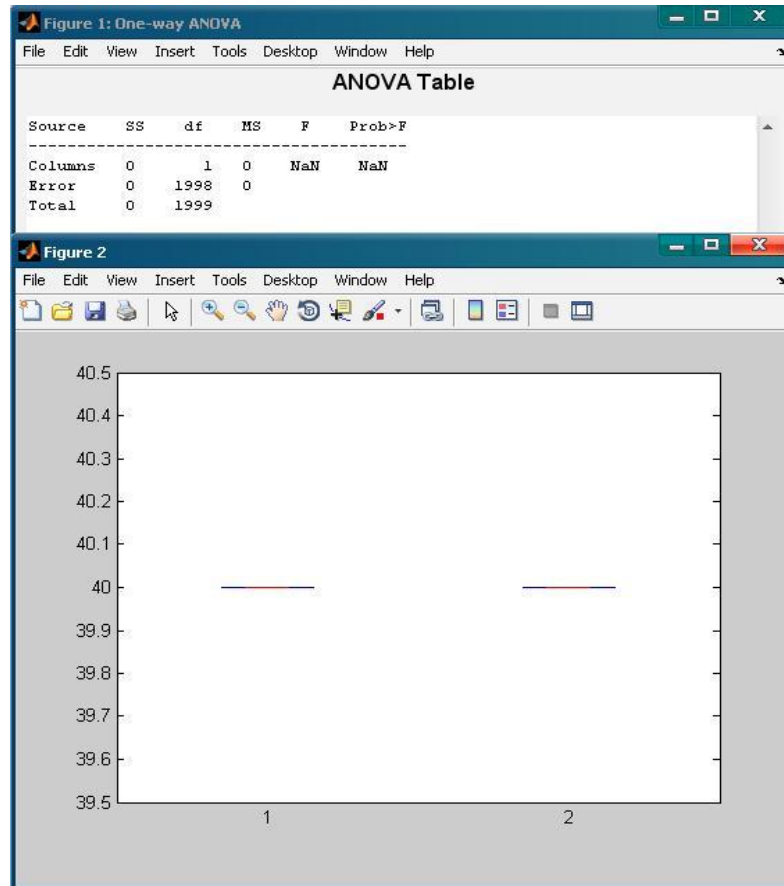 Figure 1: One-way ANOVA
File Edit View Insert Tools Desktop Window Help
ANOVA Table
Source SS df MS F Prob>F
Columns 0 1 0 NaN NaN
Error 0 1998 0
Total 0 1999
Figure 2
File Edit View Insert Tools Desktop Window Help
40.5
40.4
40.3
40.2
40.1
40
39.9
39.8
39.7
39.6
39.5
1 2